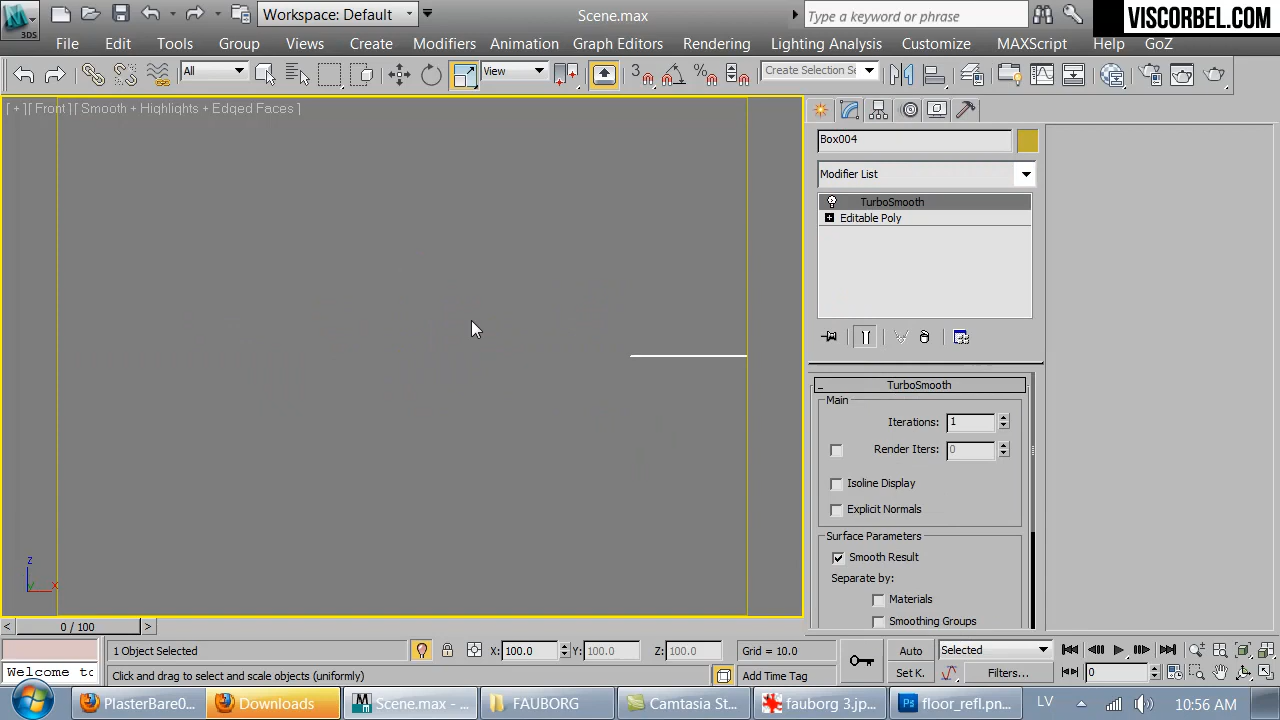 Workspace: Default
Scene.max
Type a keyword or phrase
VISCORBEL.COM
3DS
File Edit Tools Group Views Create Modifiers Animation Graph Editors Rendering Lighting Analysis Customize MAXScript Help GoZ
All View Create Selection Se
[ + ][ Front ][ Smooth + Highlights + Edged Faces ]
Box004
Modifier List
TurboSmooth
Editable Poly
TurboSmooth
Main
Iterations: 1
Render Iters: 0
Isoline Display
Explicit Normals
Surface Parameters
Smooth Result
Separate by:
Materials
Smoothing Groups
z
y x
< 0 / 100 >
1 Object Selected X: 100.0 Y: 100.0 Z: 100.0 Grid = 10.0 Auto Selected
Welcome to Click and drag to select and scale objects (uniformly) Add Time Tag Set K. Filters... 0
PlasterBare0... Downloads Scene.max - ... FAUBORG Camtasia St... fauborg 3.jp... floor_refl.pn... LV 10:56 AM